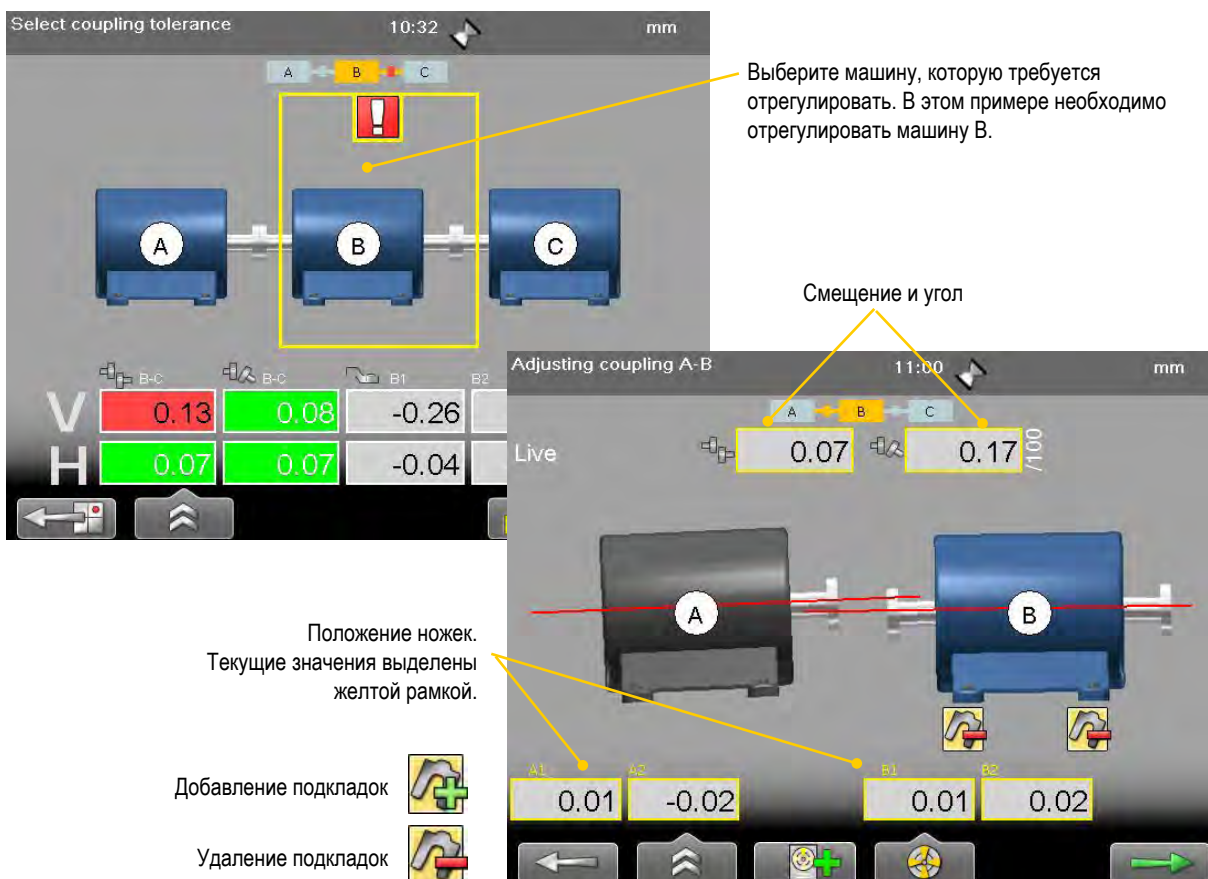 Select coupling tolerance 10:32 mm
A B C
Выберите машину, которую требуется
отрегулировать. В этом примере необходимо
отрегулировать машину B.
!
A B C
Смещение и угол
B-C B-C B1 B2
V 0.13 0.08 -0.26
H 0.07 0.07 -0.04
Adjusting coupling A-B 11:00 mm
A B C
Live 0.07 0.17 /100
A B
Положение ножек.
Текущие значения выделены
желтой рамкой.
A1 A2 B1 B2
0.01 -0.02 0.01 0.02
Добавление подкладок
Удаление подкладок